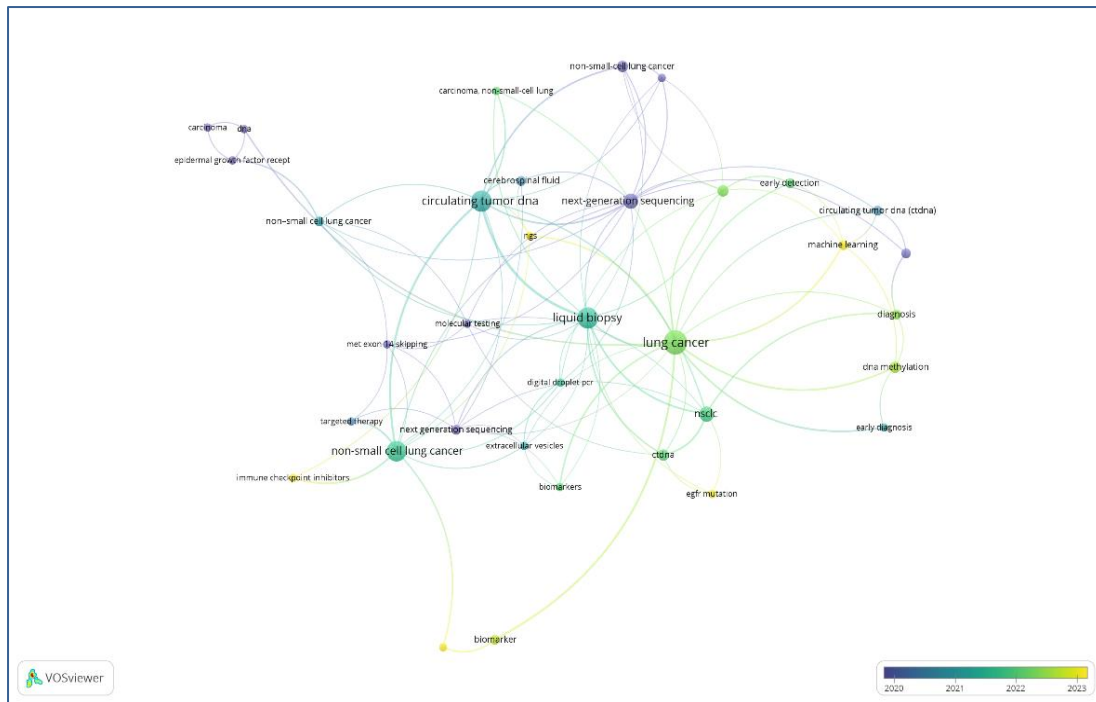 non-small-cell lung cancer
carcinoma, non-small-cell lung
carcinoma
dna
epidermal growth factor recept
cerebrospinal fluid
early detection
circulating tumor dna
next-generation sequencing
circulating tumor dna (ctdna)
non–small cell lung cancer
ngs
machine learning
diagnosis
liquid biopsy
molecular testing
lung cancer
met exon 14 skipping
dna methylation
digital droplet pcr
nsclc
targeted therapy
next generation sequencing
early diagnosis
non-small cell lung cancer
extracellular vesicles
ctdna
immune checkpoint inhibitors
biomarkers
egfr mutation
biomarker
VOSviewer
2020 2021 2022 2023